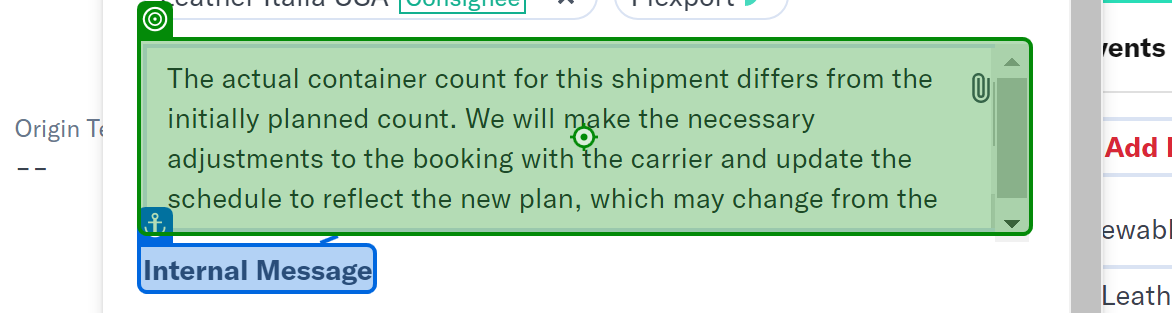 Leather Italia USA Consignee Flexport
vents
The actual container count for this shipment differs from the
initially planned count. We will make the necessary
adjustments to the booking with the carrier and update the
schedule to reflect the new plan, which may change from the
Origin Te
--
Add
ewabl
Internal Message
Leath